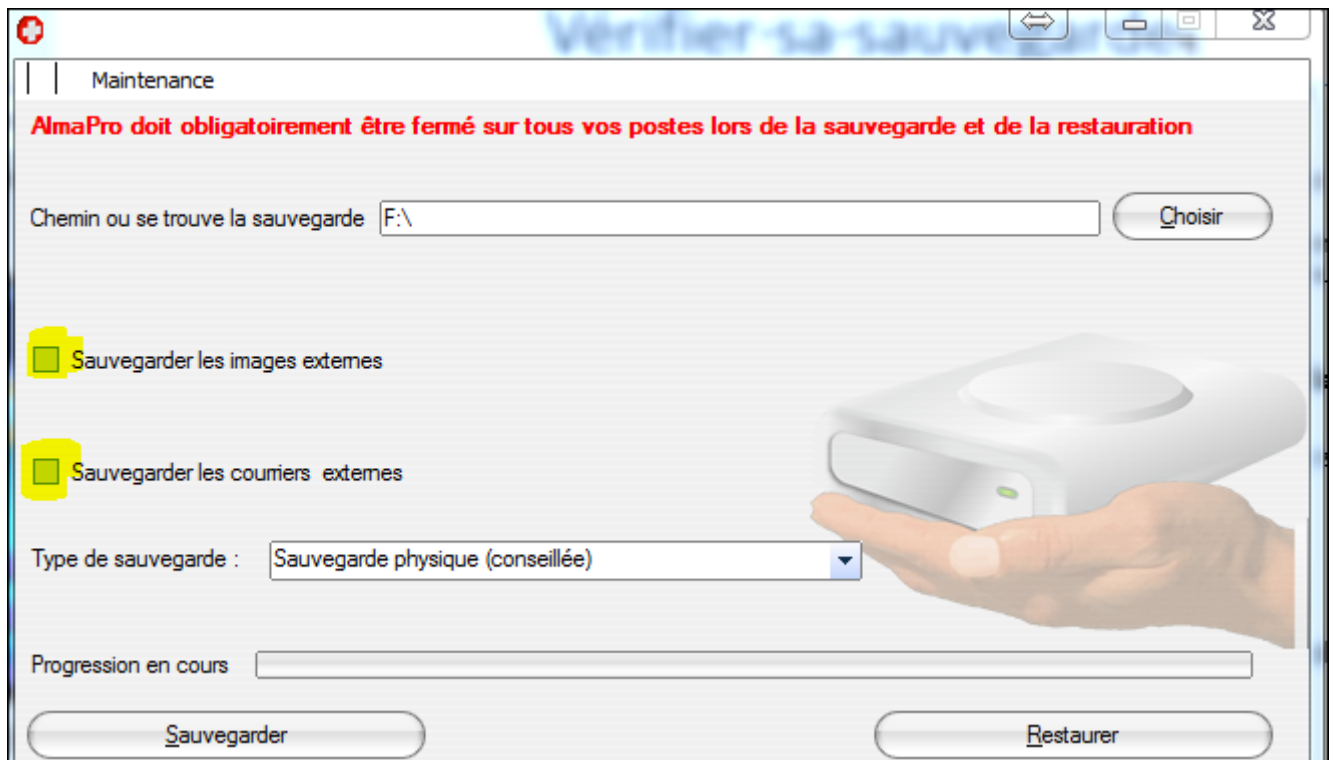 Vérifier-sa-sauvegarde
Maintenance
AlmaPro doit obligatoirement être fermé sur tous vos postes lors de la sauvegarde et de la restauration
Chemin ou se trouve la sauvegarde F:\ Choisir
Sauvegarder les images externes
Sauvegarder les courriers externes
Type de sauvegarde : Sauvegarde physique (conseillée)
Progression en cours
Sauvegarder Restaurer